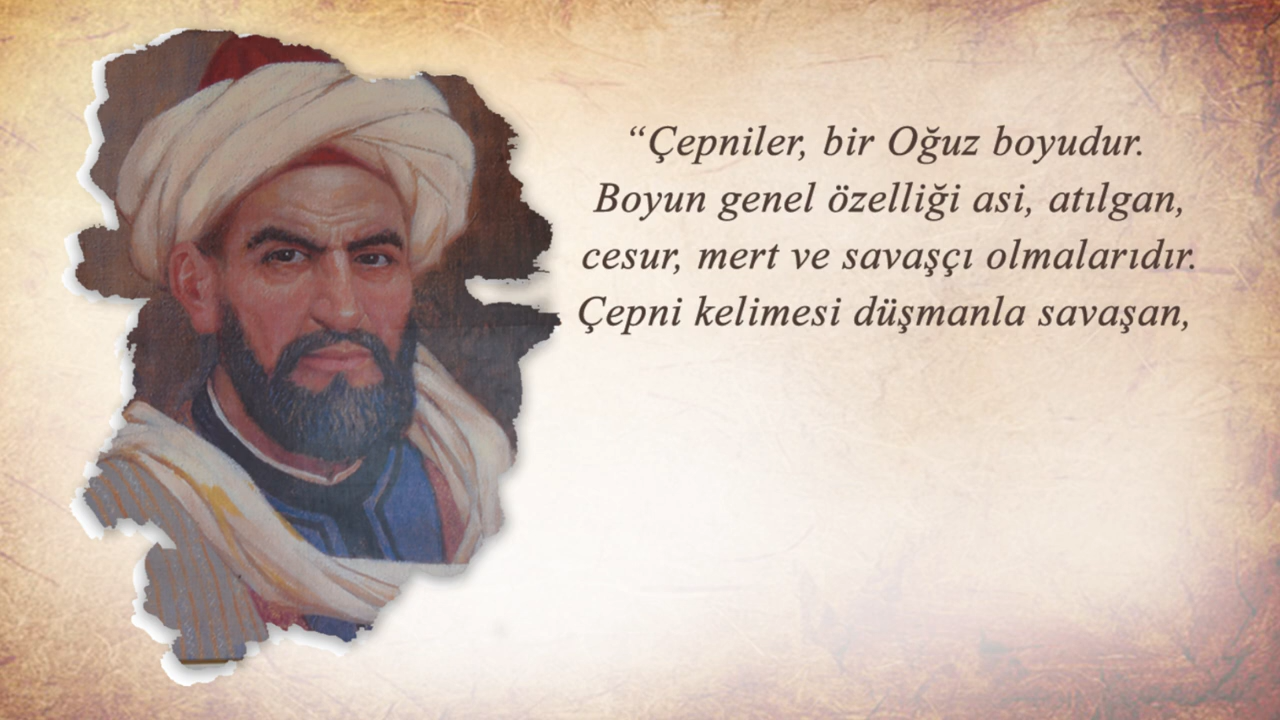 “Çepniler, bir Oğuz boyudur.
Boyun genel özelliği asi, atılgan,
cesur, mert ve savaşçı olmalarıdır.
Çepni kelimesi düşmanla savaşan,